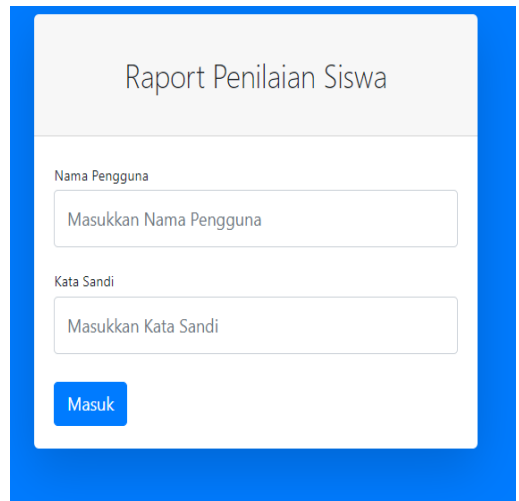 Raport Penilaian Siswa
Nama Pengguna
Masukkan Nama Pengguna
Kata Sandi
Masukkan Kata Sandi
Masuk